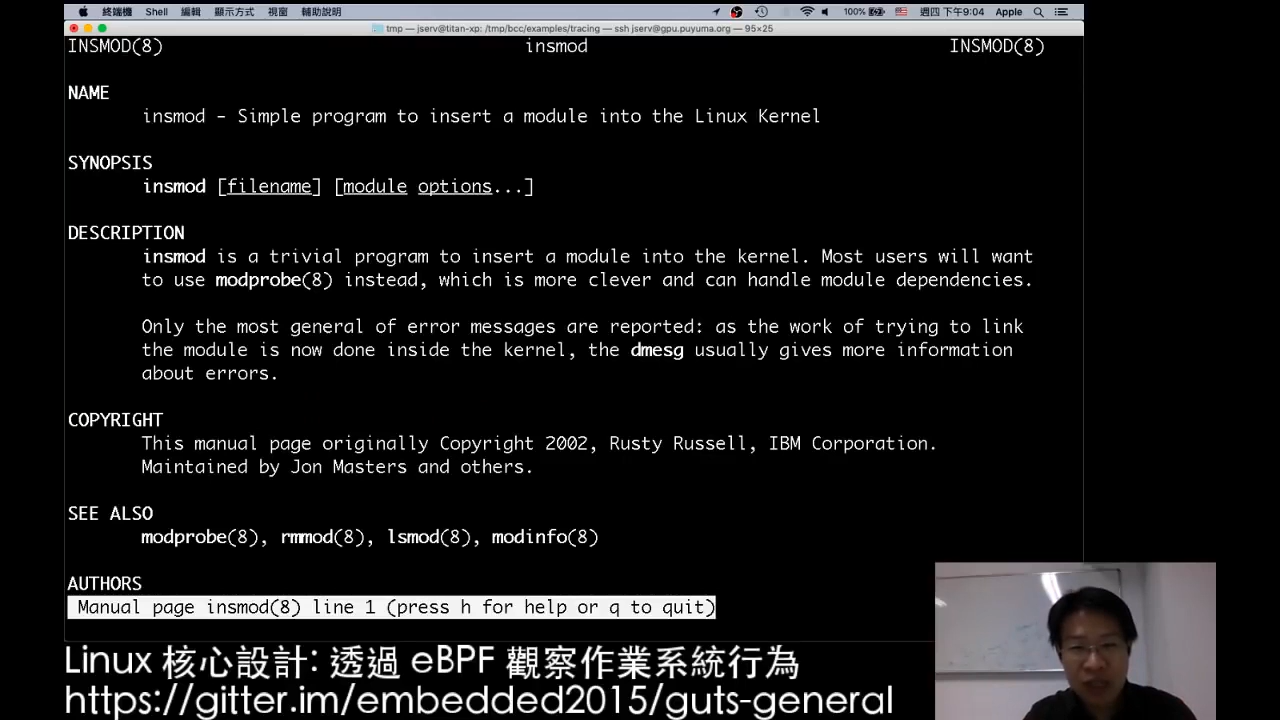 終端機 Shell 編輯 顯示方式 視窗 輔助說明 100% 週四 下午9:04 Apple
tmp — jserv@titan-xp: /tmp/bcc/examples/tracing — ssh jserv@gpu.puyuma.org — 95×25
INSMOD(8) insmod INSMOD(8)
NAME
insmod - Simple program to insert a module into the Linux Kernel
SYNOPSIS
insmod [filename] [module options...]
DESCRIPTION
insmod is a trivial program to insert a module into the kernel. Most users will want
to use modprobe(8) instead, which is more clever and can handle module dependencies.
Only the most general of error messages are reported: as the work of trying to link
the module is now done inside the kernel, the dmesg usually gives more information
about errors.
COPYRIGHT
This manual page originally Copyright 2002, Rusty Russell, IBM Corporation.
Maintained by Jon Masters and others.
SEE ALSO
modprobe(8), rmmod(8), lsmod(8), modinfo(8)
AUTHORS
Manual page insmod(8) line 1 (press h for help or q to quit)
Linux 核心設計: 透過 eBPF 觀察作業系統行為
https://gitter.im/embedded2015/guts-general